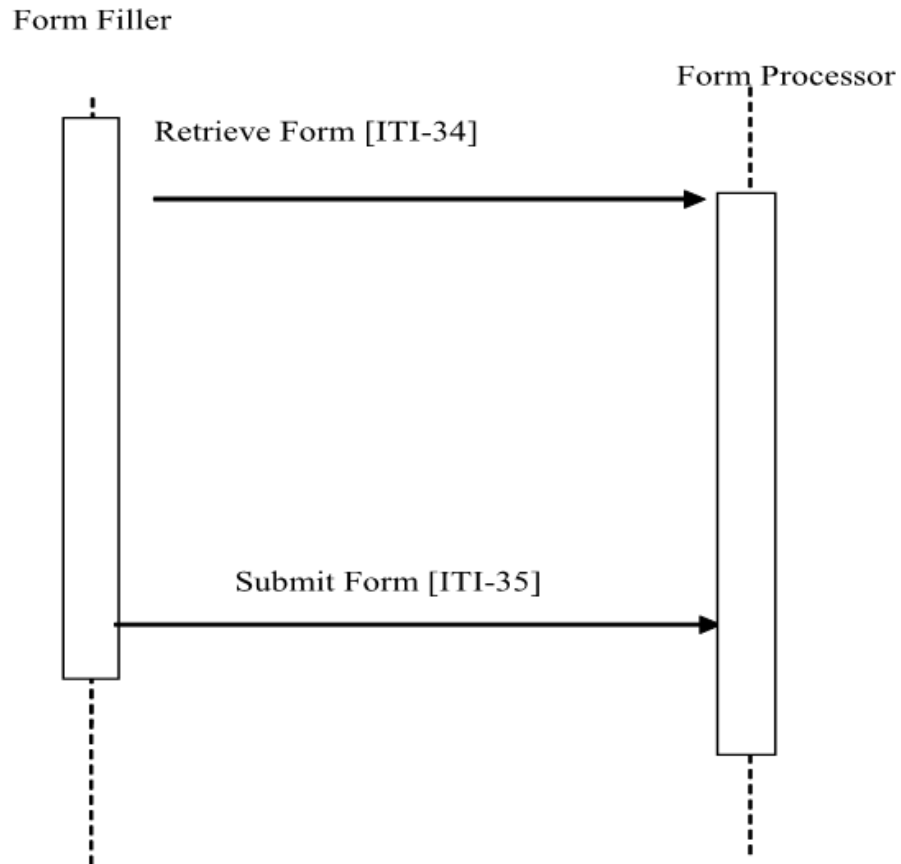 Form Filler
Form Processor
Retrieve Form [ITI-34]
Submit Form [ITI-35]